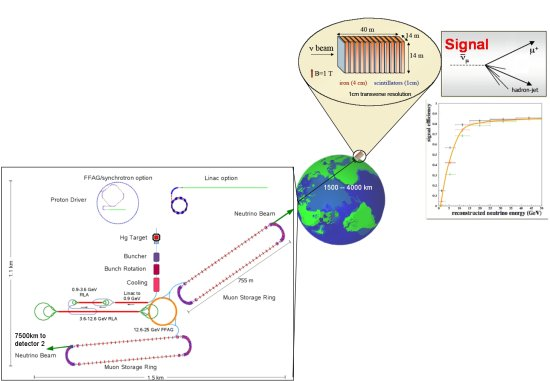 40 m
14 m
ν beam
14 m
B=1 T
iron (4 cm)
scintillators (1cm)
1cm transverse resolution
Signal
ν̄μ
μ+
hadron-jet
signal efficiency
reconstructed neutrino energy (GeV)
1500 – 4000 km
FFAG/synchrotron option
Linac option
Proton Driver
Neutrino Beam
Hg Target
Buncher
Bunch Rotation
Cooling
0.9-3.6 GeV
RLA
Linac to
0.9 GeV
755 m
Muon Storage Ring
3.6-12.6 GeV RLA
12.6-25 GeV FFAG
1.1 km
7500km to
detector 2
Neutrino Beam
Muon Storage Ring
1.5 km